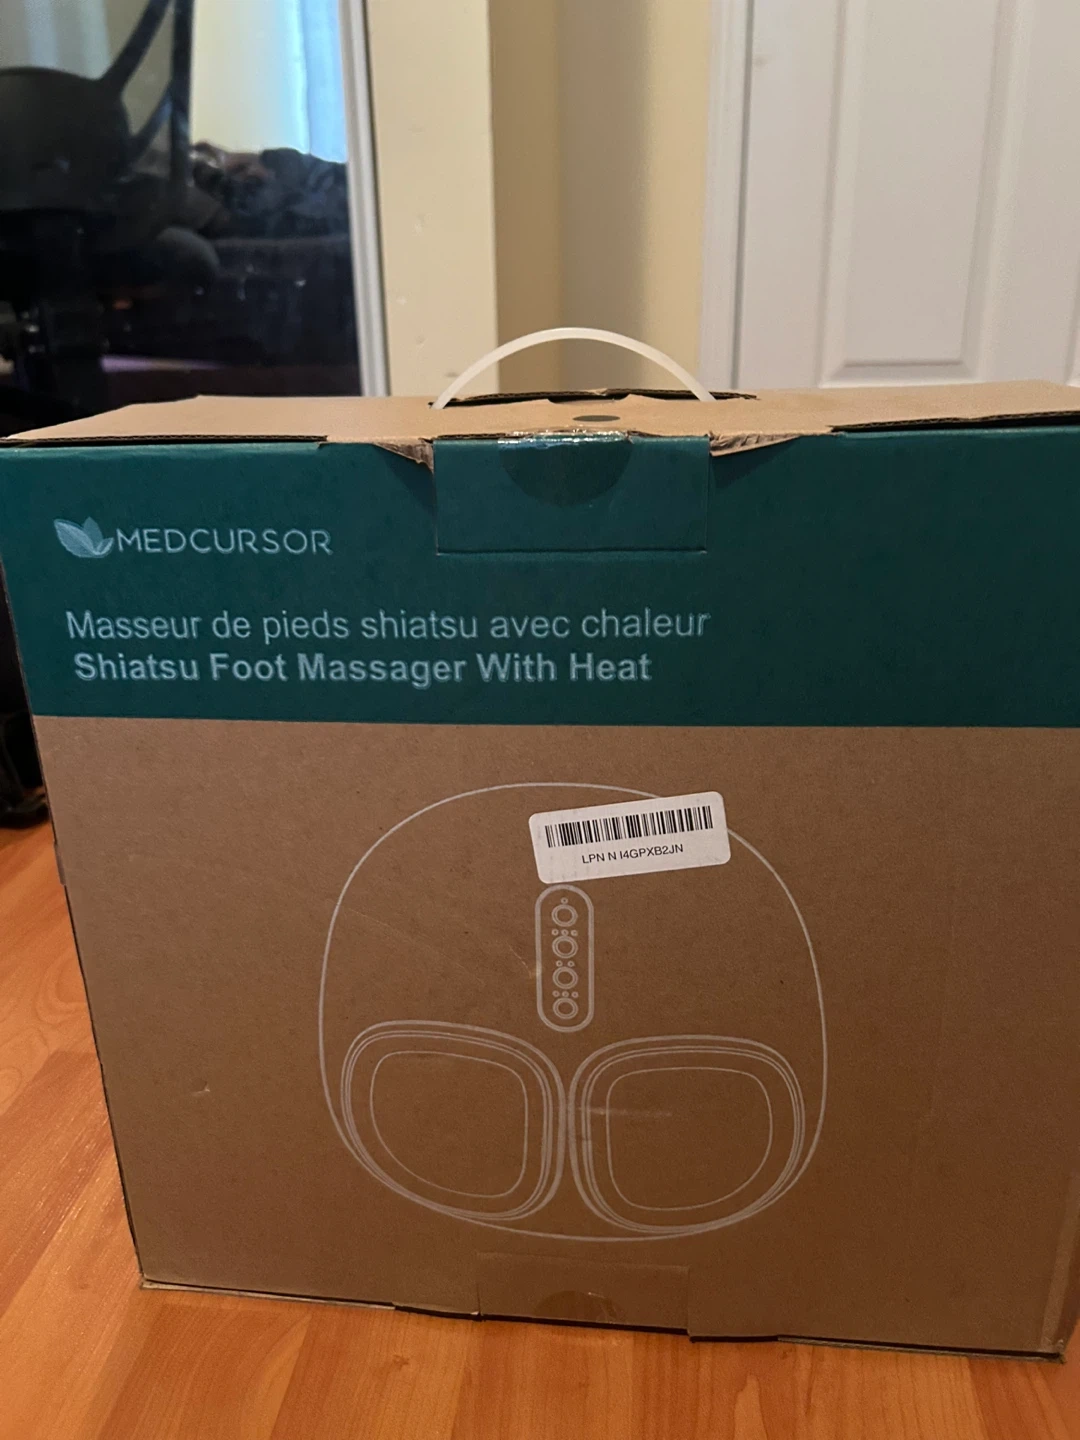 MEDCURSOR
Masseur de pieds shiatsu avec chaleur
Shiatsu Foot Massager With Heat
LPN N I4GPXB2JN